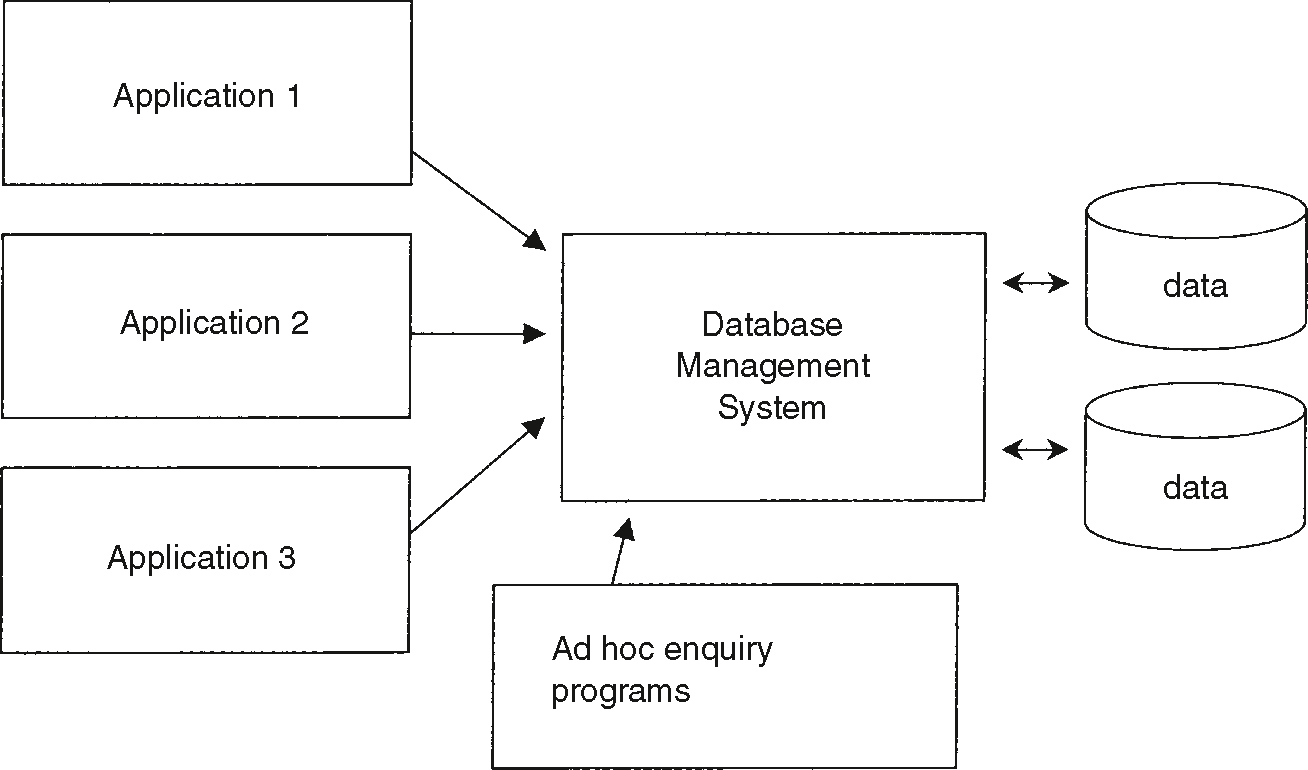 Application 1
Application 2
Application 3
Database
Management
System
data
data
Ad hoc enquiry
programs